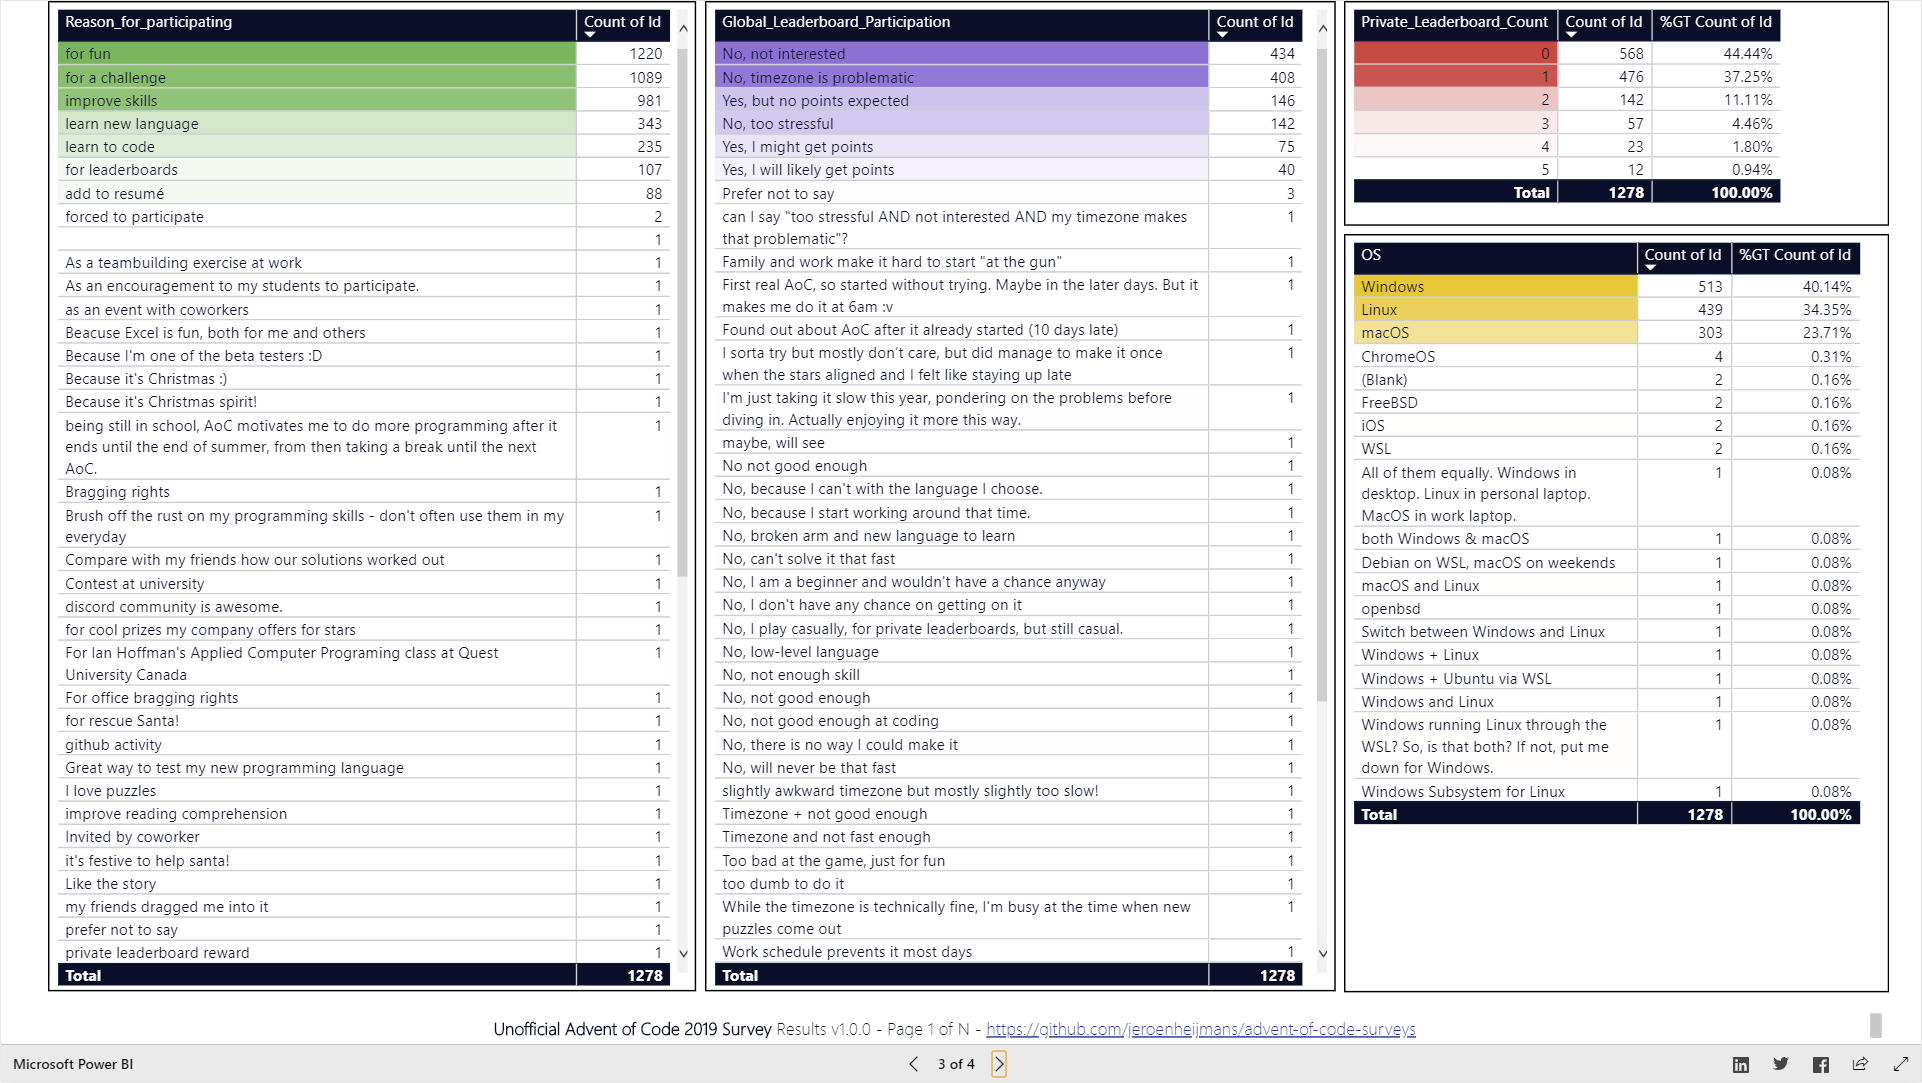 Reason_for_participating Count of Id
for fun 1220
for a challenge 1089
improve skills 981
learn new language 343
learn to code 235
for leaderboards 107
add to resumé 88
forced to participate 2
1
As a teambuilding exercise at work 1
As an encouragement to my students to participate. 1
as an event with coworkers 1
Beacuse Excel is fun, both for me and others 1
Because I'm one of the beta testers :D 1
Because it's Christmas :) 1
Because it's Christmas spirit! 1
being still in school, AoC motivates me to do more programming after it 1
ends until the end of summer, from then taking a break until the next
AoC.
Bragging rights 1
Brush off the rust on my programming skills - don't often use them in my 1
everyday
Compare with my friends how our solutions worked out 1
Contest at university 1
discord community is awesome. 1
for cool prizes my company offers for stars 1
For Ian Hoffman's Applied Computer Programing class at Quest 1
University Canada
For office bragging rights 1
for rescue Santa! 1
github activity 1
Great way to test my new programming language 1
I love puzzles 1
improve reading comprehension 1
Invited by coworker 1
it's festive to help santa! 1
Like the story 1
my friends dragged me into it 1
prefer not to say 1
private leaderboard reward 1
Total 1278
Global_Leaderboard_Participation Count of Id
No, not interested 434
No, timezone is problematic 408
Yes, but no points expected 146
No, too stressful 142
Yes, I might get points 75
Yes, I will likely get points 40
Prefer not to say 3
can I say "too stressful AND not interested AND my timezone makes 1
that problematic"?
Family and work make it hard to start "at the gun" 1
First real AoC, so started without trying. Maybe in the later days. But it 1
makes me do it at 6am :v
Found out about AoC after it already started (10 days late) 1
I sorta try but mostly don't care, but did manage to make it once 1
when the stars aligned and I felt like staying up late
I'm just taking it slow this year, pondering on the problems before 1
diving in. Actually enjoying it more this way.
maybe, will see 1
No not good enough 1
No, because I can't with the language I choose. 1
No, because I start working around that time. 1
No, broken arm and new language to learn 1
No, can't solve it that fast 1
No, I am a beginner and wouldn't have a chance anyway 1
No, I don't have any chance on getting on it 1
No, I play casually, for private leaderboards, but still casual. 1
No, low-level language 1
No, not enough skill 1
No, not good enough 1
No, not good enough at coding 1
No, there is no way I could make it 1
No, will never be that fast 1
slightly awkward timezone but mostly slightly too slow! 1
Timezone + not good enough 1
Timezone and not fast enough 1
Too bad at the game, just for fun 1
too dumb to do it 1
While the timezone is technically fine, I'm busy at the time when new 1
puzzles come out
Work schedule prevents it most days 1
Total 1278
Private_Leaderboard_Count Count of Id %GT Count of Id
0 568 44.44%
1 476 37.25%
2 142 11.11%
3 57 4.46%
4 23 1.80%
5 12 0.94%
Total 1278 100.00%
OS Count of Id %GT Count of Id
Windows 513 40.14%
Linux 439 34.35%
macOS 303 23.71%
ChromeOS 4 0.31%
(Blank) 2 0.16%
FreeBSD 2 0.16%
iOS 2 0.16%
WSL 2 0.16%
All of them equally. Windows in 1 0.08%
desktop. Linux in personal laptop.
MacOS in work laptop.
both Windows & macOS 1 0.08%
Debian on WSL, macOS on weekends 1 0.08%
macOS and Linux 1 0.08%
openbsd 1 0.08%
Switch between Windows and Linux 1 0.08%
Windows + Linux 1 0.08%
Windows + Ubuntu via WSL 1 0.08%
Windows and Linux 1 0.08%
Windows running Linux through the 1 0.08%
WSL? So, is that both? If not, put me
down for Windows.
Windows Subsystem for Linux 1 0.08%
Total 1278 100.00%
Unofficial Advent of Code 2019 Survey Results v1.0.0 - Page 1 of N - https://github.com/jeroenheijmans/advent-of-code-surveys
Microsoft Power BI
3 of 4